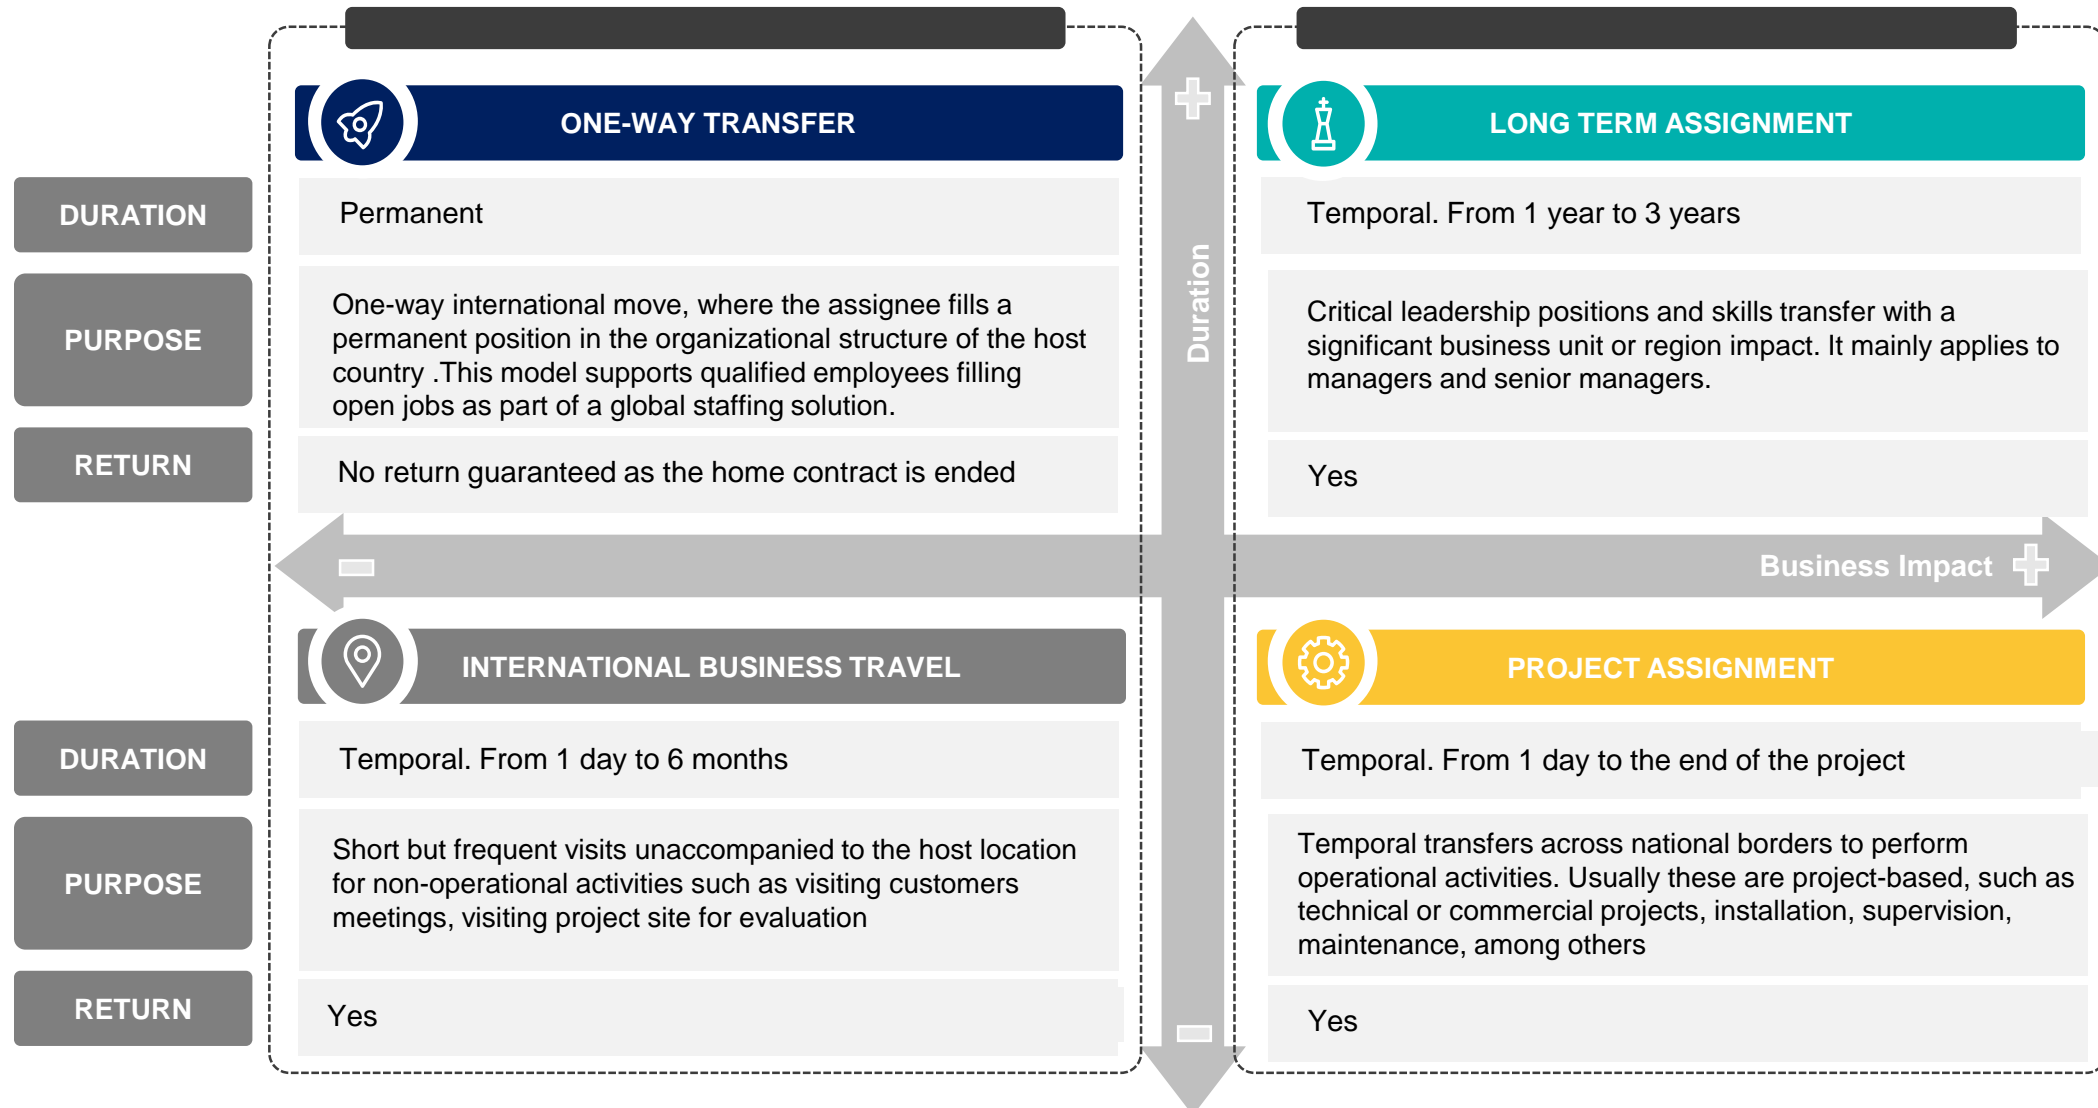 ONE-WAY TRANSFER
DURATION
Permanent
PURPOSE
One-way international move, where the assignee fills a
permanent position in the organizational structure of the host
country .This model supports qualified employees filling
open jobs as part of a global staffing solution.
RETURN
No return guaranteed as the home contract is ended
LONG TERM ASSIGNMENT
Temporal. From 1 year to 3 years
Critical leadership positions and skills transfer with a
significant business unit or region impact. It mainly applies to
managers and senior managers.
Yes
Duration
Business Impact
INTERNATIONAL BUSINESS TRAVEL
DURATION
Temporal. From 1 day to 6 months
PURPOSE
Short but frequent visits unaccompanied to the host location
for non-operational activities such as visiting customers
meetings, visiting project site for evaluation
RETURN
Yes
PROJECT ASSIGNMENT
Temporal. From 1 day to the end of the project
Temporal transfers across national borders to perform
operational activities. Usually these are project-based, such as
technical or commercial projects, installation, supervision,
maintenance, among others
Yes